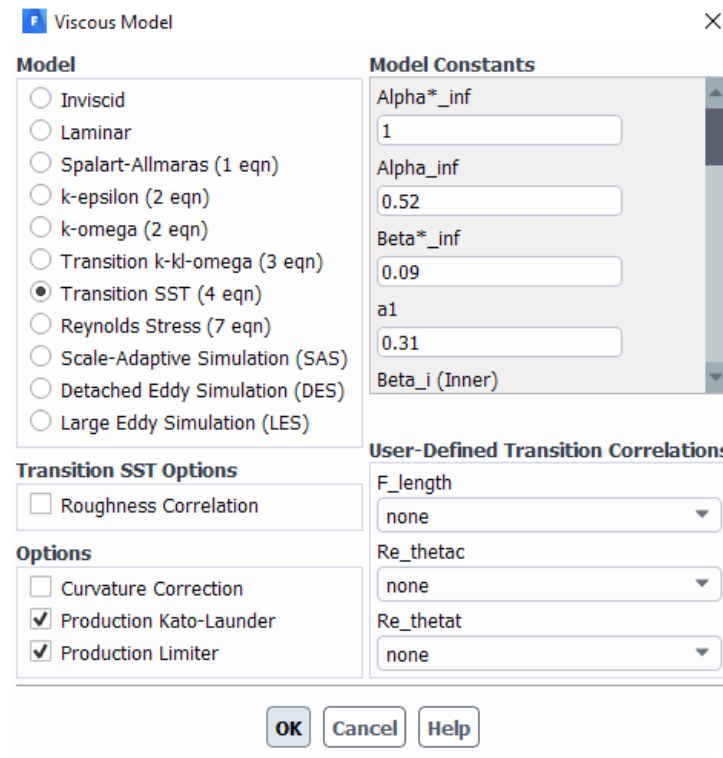 Viscous Model
Model
Inviscid
Laminar
Spalart-Allmaras (1 eqn)
k-epsilon (2 eqn)
k-omega (2 eqn)
Transition k-kl-omega (3 eqn)
Transition SST (4 eqn)
Reynolds Stress (7 eqn)
Scale-Adaptive Simulation (SAS)
Detached Eddy Simulation (DES)
Large Eddy Simulation (LES)
Transition SST Options
Roughness Correlation
Options
Curvature Correction
Production Kato-Launder
Production Limiter
Model Constants
Alpha*_inf
1
Alpha_inf
0.52
Beta*_inf
0.09
a1
0.31
Beta_i (Inner)
User-Defined Transition Correlations
F_length
none
Re_thetac
none
Re_thetat
none
OK Cancel Help